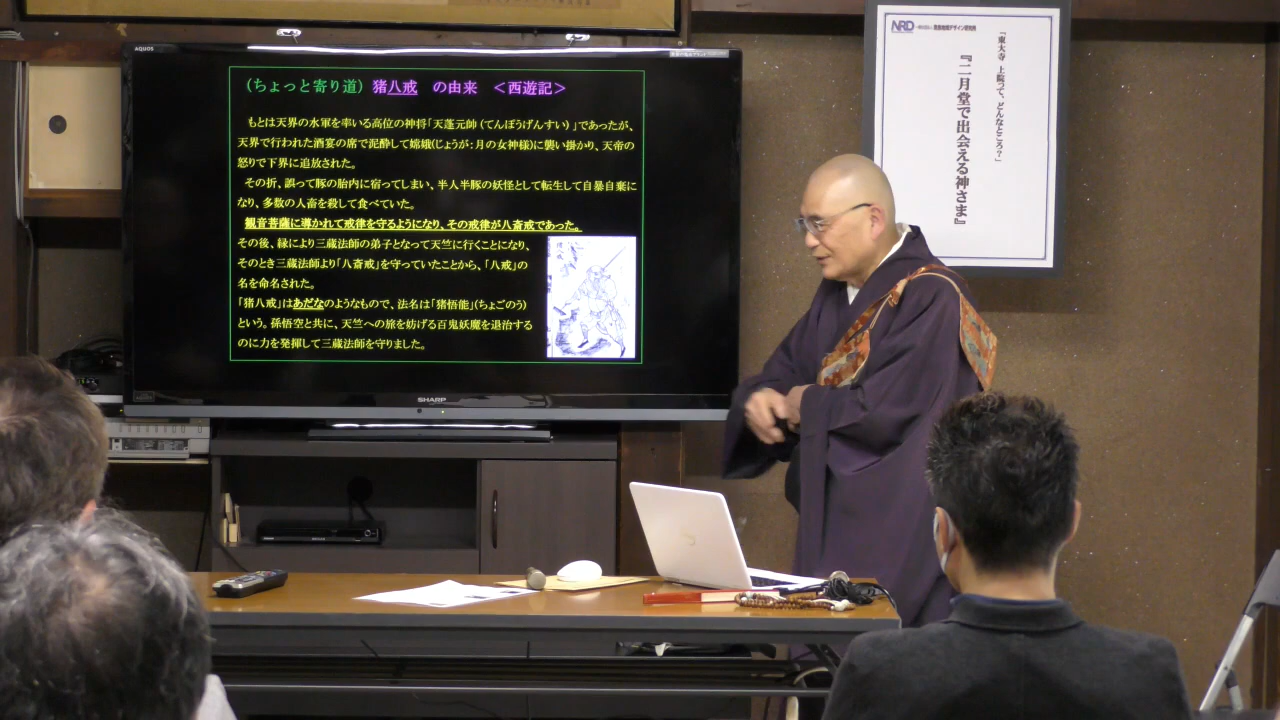 AQUOS
（ちょっと寄り道）猪八戒　の由来　＜西遊記＞
もとは天界の水軍を率いる高位の神将「天蓬元帥（てんぽうげんすい）」であったが、
天界で行われた酒宴の席で泥酔して嫦娥(じょうが：月の女神様)に襲い掛かり、天帝の
怒りで下界に追放された。
その折、誤って豚の胎内に宿ってしまい、半人半豚の妖怪として転生して自暴自棄に
なり、多数の人畜を殺して食べていた。
観音菩薩に導かれて戒律を守るようになり、その戒律が八斎戒であった。
その後、縁により三蔵法師の弟子となって天竺に行くことになり、
そのとき三蔵法師より「八斎戒」を守っていたことから、「八戒」の
名を命名された。
「猪八戒」はあだなのようなもので、法名は「猪悟能」(ちょごのう)
という。孫悟空と共に、天竺への旅を妨げる百鬼妖魔を退治する
のに力を発揮して三蔵法師を守りました。
SHARP
NRD
「東大寺 上院って、どんなところ？」
『二月堂で出会える神さま』